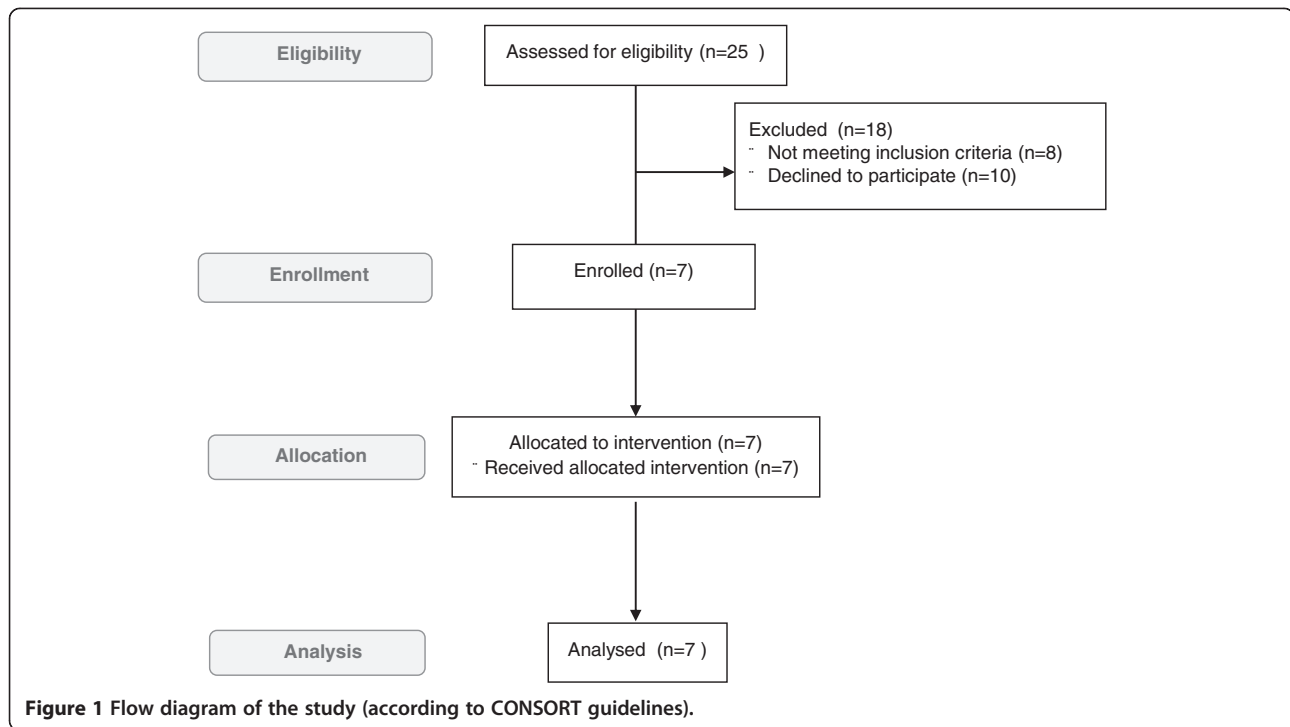 Eligibility
Assessed for eligibility (n=25 )
Excluded (n=18)
¨ Not meeting inclusion criteria (n=8)
¨ Declined to participate (n=10)
Enrollment
Enrolled (n=7)
Allocation
Allocated to intervention (n=7)
¨ Received allocated intervention (n=7)
Analysis
Analysed (n=7 )
Figure 1 Flow diagram of the study (according to CONSORT guidelines).